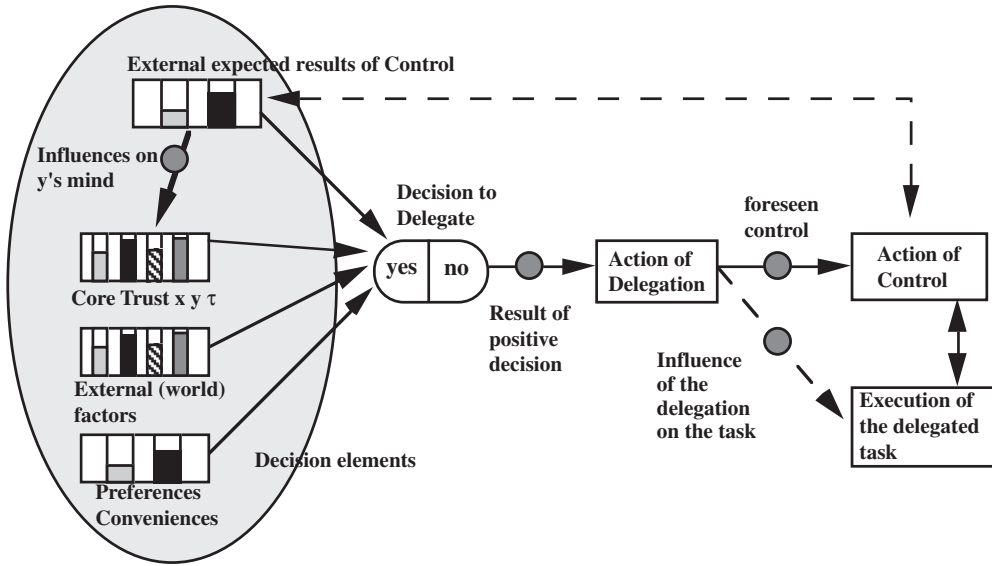 External expected results of Control
Influences on
y's mind
Core Trust x y τ
External (world)
factors
Preferences
Conveniences
Decision elements
Decision to
Delegate
yes
no
Result of
positive
decision
Action of
Delegation
foreseen
control
Influence
of the
delegation
on the task
Action of
Control
Execution of
the delegated
task